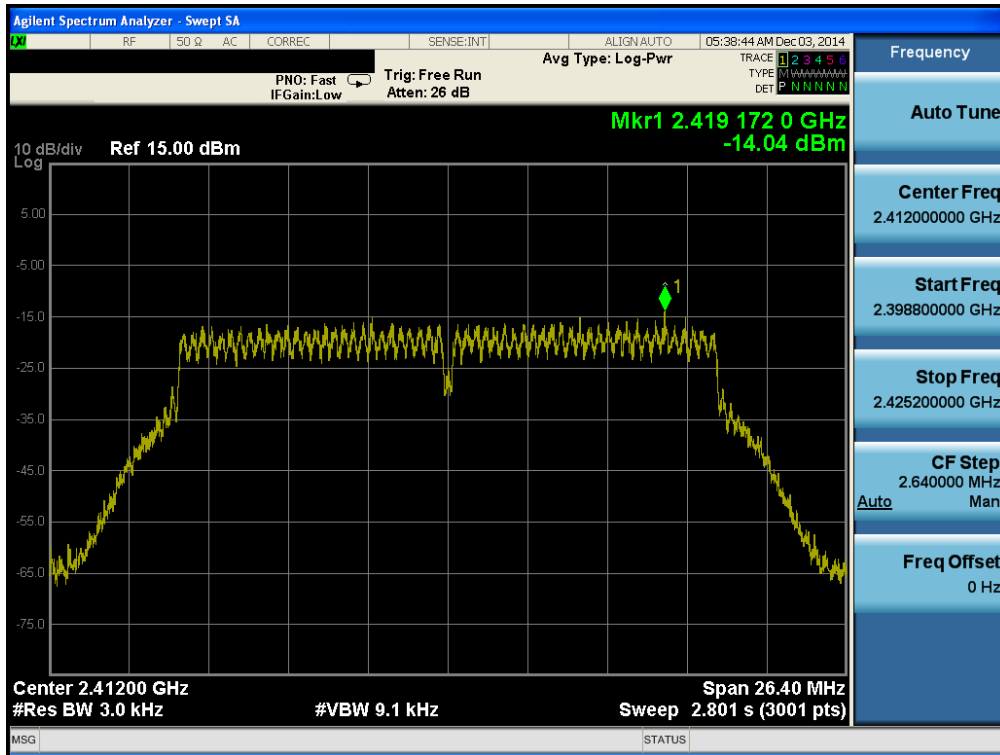 Agilent Spectrum Analyzer - Swept SA
LXI RF 50 Ω AC CORREC SENSE:INT ALIGN AUTO 05:38:44 AM Dec 03, 2014
Frequency
PNO: Fast Trig: Free Run Avg Type: Log-Pwr TRACE 1 2 3 4 5 6
IFGain:Low Atten: 26 dB TYPE M
DET P N N N N N
Auto Tune
Mkr1 2.419 172 0 GHz
10 dB/div Ref 15.00 dBm -14.04 dBm
Log
Center Freq
2.412000000 GHz
5.00
-5.00
1
Start Freq
2.398800000 GHz
-15.0
-25.0
Stop Freq
2.425200000 GHz
-35.0
-45.0
CF Step
2.640000 MHz
Auto Man
-55.0
-65.0
Freq Offset
0 Hz
-75.0
Center 2.41200 GHz Span 26.40 MHz
#Res BW 3.0 kHz #VBW 9.1 kHz Sweep 2.801 s (3001 pts)
MSG STATUS